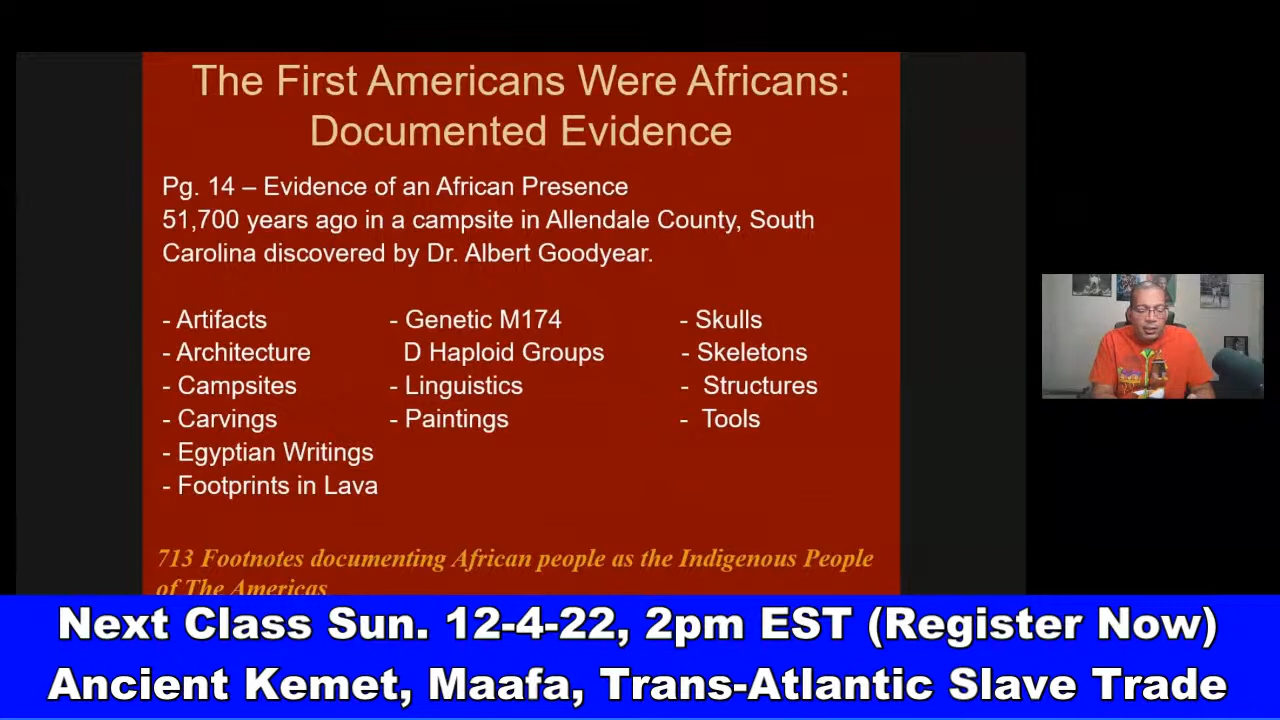 The First Americans Were Africans:
Documented Evidence
Pg. 14 – Evidence of an African Presence
51,700 years ago in a campsite in Allendale County, South
Carolina discovered by Dr. Albert Goodyear.
- Artifacts
- Architecture
- Campsites
- Carvings
- Egyptian Writings
- Footprints in Lava
- Genetic M174
D Haploid Groups
- Linguistics
- Paintings
- Skulls
- Skeletons
- Structures
- Tools
713 Footnotes documenting African people as the Indigenous People
of The Americas
Next Class Sun. 12-4-22, 2pm EST (Register Now)
Ancient Kemet, Maafa, Trans-Atlantic Slave Trade